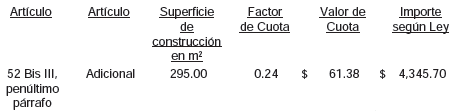 Artículo Artículo Superficie de construcción en m² Factor de Cuota Valor de Cuota Importe según Ley
52 Bis III, penúltimo párrafo Adicional 295.00 0.24 $ 61.38 $ 4,345.70